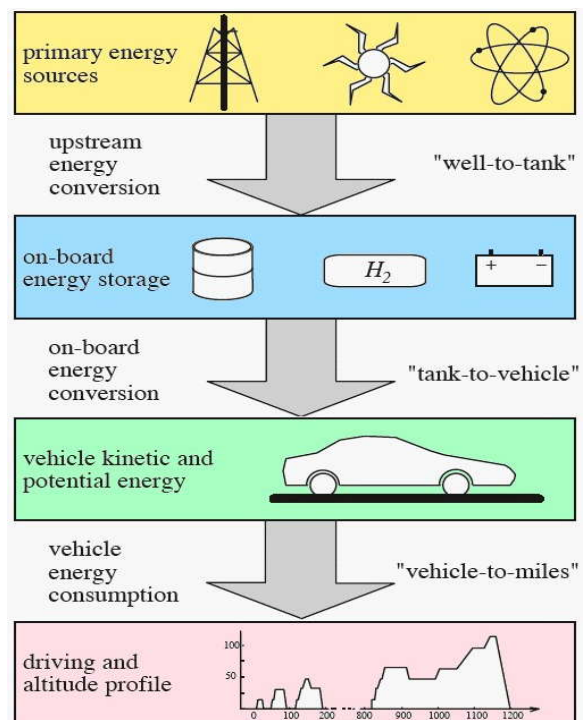 primary energy
sources
upstream
energy
conversion
"well-to-tank"
on-board
energy storage
H2
+ −
on-board
energy
conversion
"tank-to-vehicle"
vehicle kinetic and
potential energy
vehicle
energy
consumption
"vehicle-to-miles"
driving and
altitude profile
100
50
0 50 100 200 800 900 1000 1100 1200